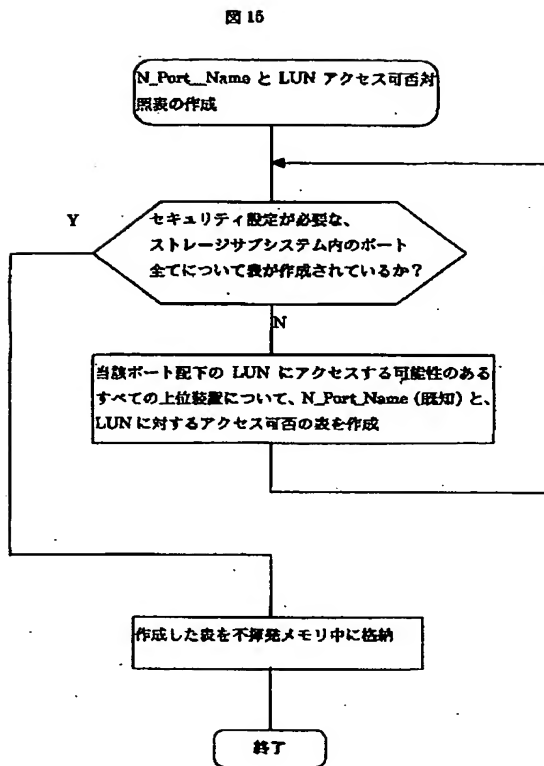 図 15
N_Port_Name と LUN アクセス可否対
照表の作成
Y
セキュリティ設定が必要な、
ストレージサブシステム内のポート
全てについて表が作成されているか?
N
当該ポート配下の LUN にアクセスする可能性のある
すべての上位装置について、N_Port_Name (既知) と、
LUN に対するアクセス可否の表を作成
作成した表を不揮発メモリ中に格納
終了